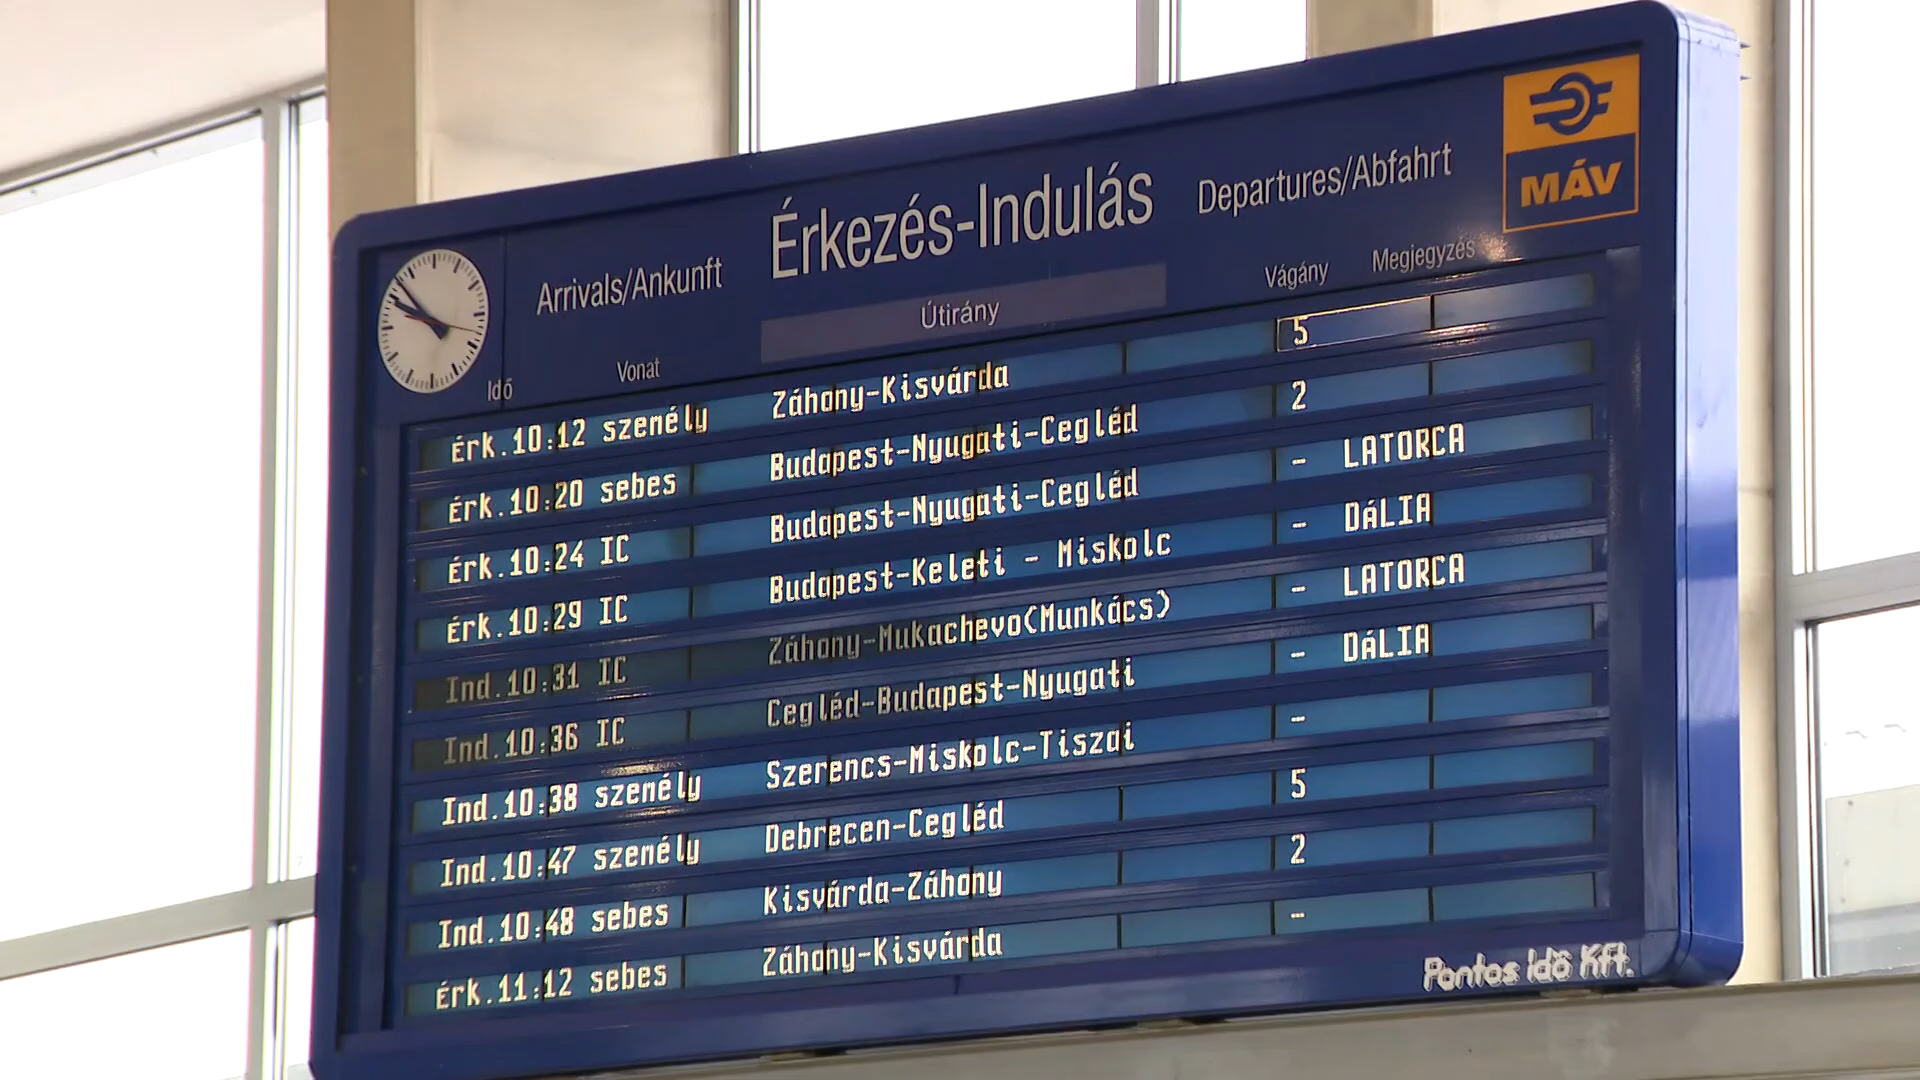 Érkezés-Indulás
Arrivals/Ankunft
Departures/Abfahrt
MÁV
Idő Vonat Útirány Vágány Megjegyzés
érk.10:12 személy Záhony-Kisvárda 5
érk.10:20 sebes Budapest-Nyugati-Cegléd 2
érk.10:24 IC Budapest-Nyugati-Cegléd - LATORCA
érk.10:29 IC Budapest-Keleti - Miskolc - DáLIA
Ind.10:31 IC Záhony-Mukachevo(Munkács) - LATORCA
Ind.10:36 IC Cegléd-Budapest-Nyugati - DáLIA
Ind.10:38 személy Szerencs-Miskolc-Tiszai -
Ind.10:47 személy Debrecen-Cegléd 5
Ind.10:48 sebes Kisvárda-Záhony 2
érk.11:12 sebes Záhony-Kisvárda -
Pontos Idő Kft.